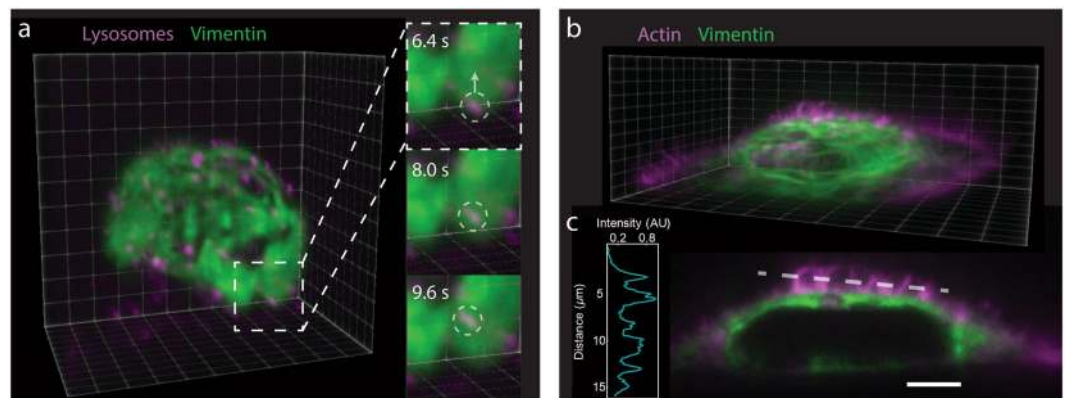 a
Lysosomes Vimentin
6.4 s
8.0 s
9.6 s
b
Actin Vimentin
c
Intensity (AU)
0.2 0.8
Distance (μm)
5
10
15